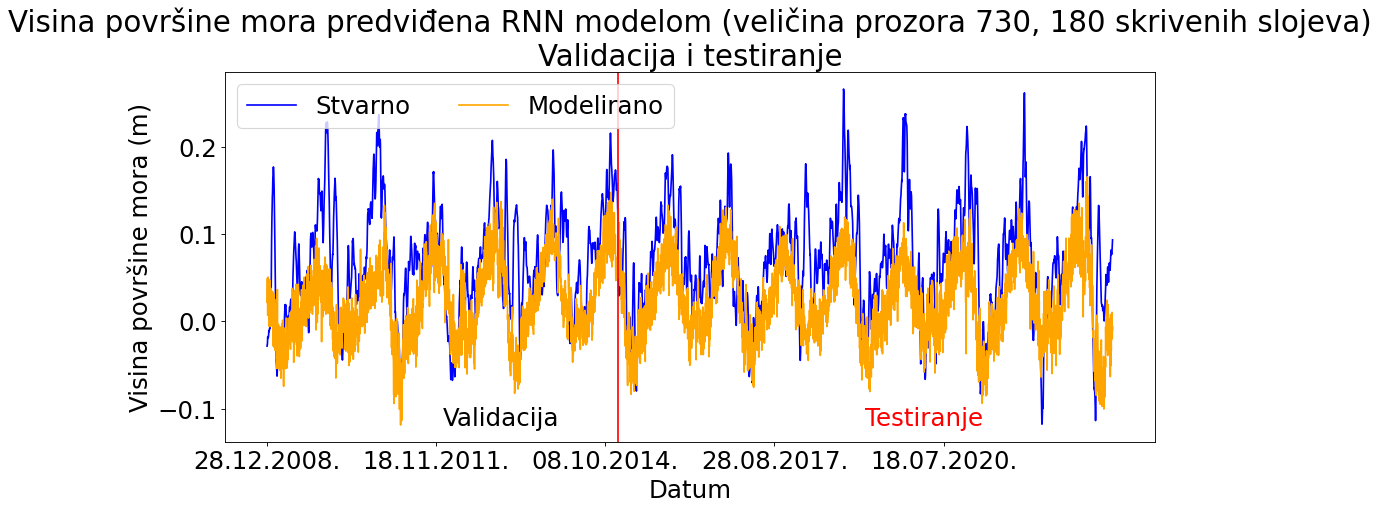 Visina površine mora predviđena RNN modelom (veličina prozora 730, 180 skrivenih slojeva)
Validacija i testiranje
Stvarno
Modelirano
Visina površine mora (m)
0.2
0.1
0.0
−0.1
Validacija
Testiranje
28.12.2008.
18.11.2011.
08.10.2014.
28.08.2017.
18.07.2020.
Datum